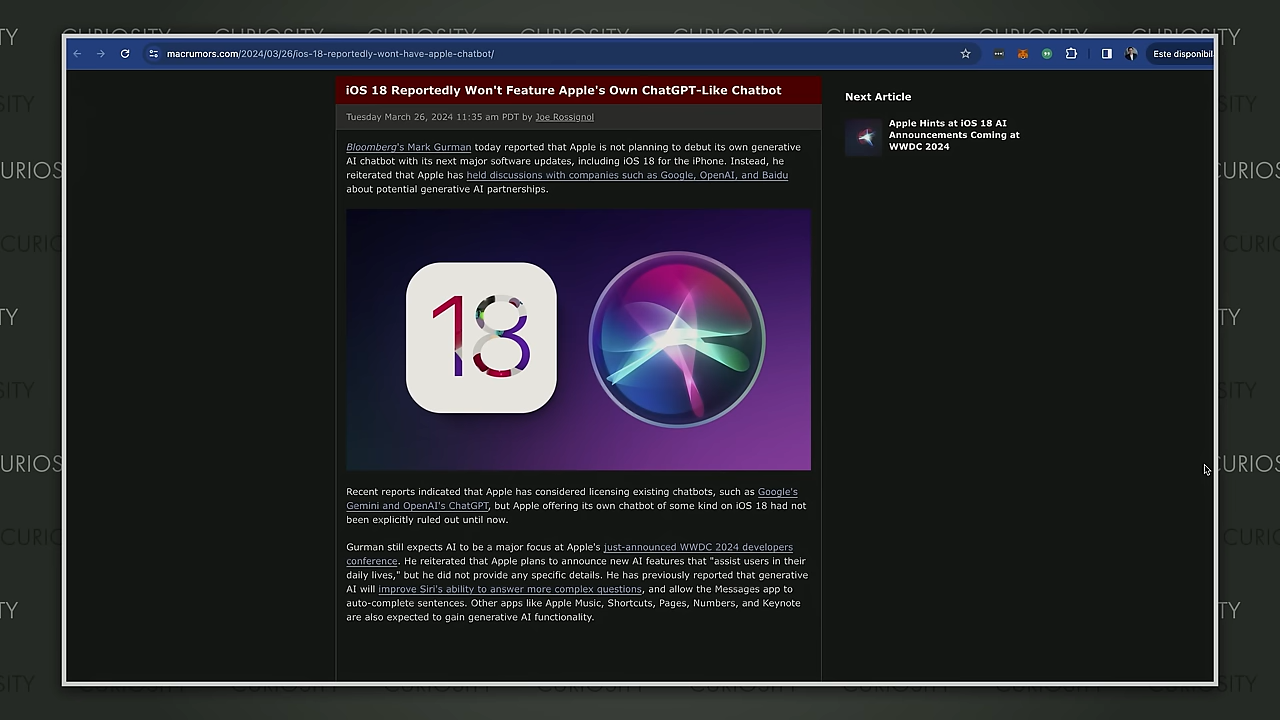 CURIOSITY CURIOSITY CURIOSITY CURIOSITY CURIOSITY CURIOSITY CURIOSITY
macrumors.com/2024/03/26/ios-18-reportedly-wont-have-apple-chatbot/
Este disponibil
iOS 18 Reportedly Won't Feature Apple's Own ChatGPT-Like Chatbot
Tuesday March 26, 2024 11:35 am PDT by Joe Rossignol
Bloomberg's Mark Gurman today reported that Apple is not planning to debut its own generative
AI chatbot with its next major software updates, including iOS 18 for the iPhone. Instead, he
reiterated that Apple has held discussions with companies such as Google, OpenAI, and Baidu
about potential generative AI partnerships.
18
Recent reports indicated that Apple has considered licensing existing chatbots, such as Google's
Gemini and OpenAI's ChatGPT, but Apple offering its own chatbot of some kind on iOS 18 had not
been explicitly ruled out until now.
Gurman still expects AI to be a major focus at Apple's just-announced WWDC 2024 developers
conference. He reiterated that Apple plans to announce new AI features that "assist users in their
daily lives," but he did not provide any specific details. He has previously reported that generative
AI will improve Siri's ability to answer more complex questions, and allow the Messages app to
auto-complete sentences. Other apps like Apple Music, Shortcuts, Pages, Numbers, and Keynote
are also expected to gain generative AI functionality.
Next Article
Apple Hints at iOS 18 AI
Announcements Coming at
WWDC 2024